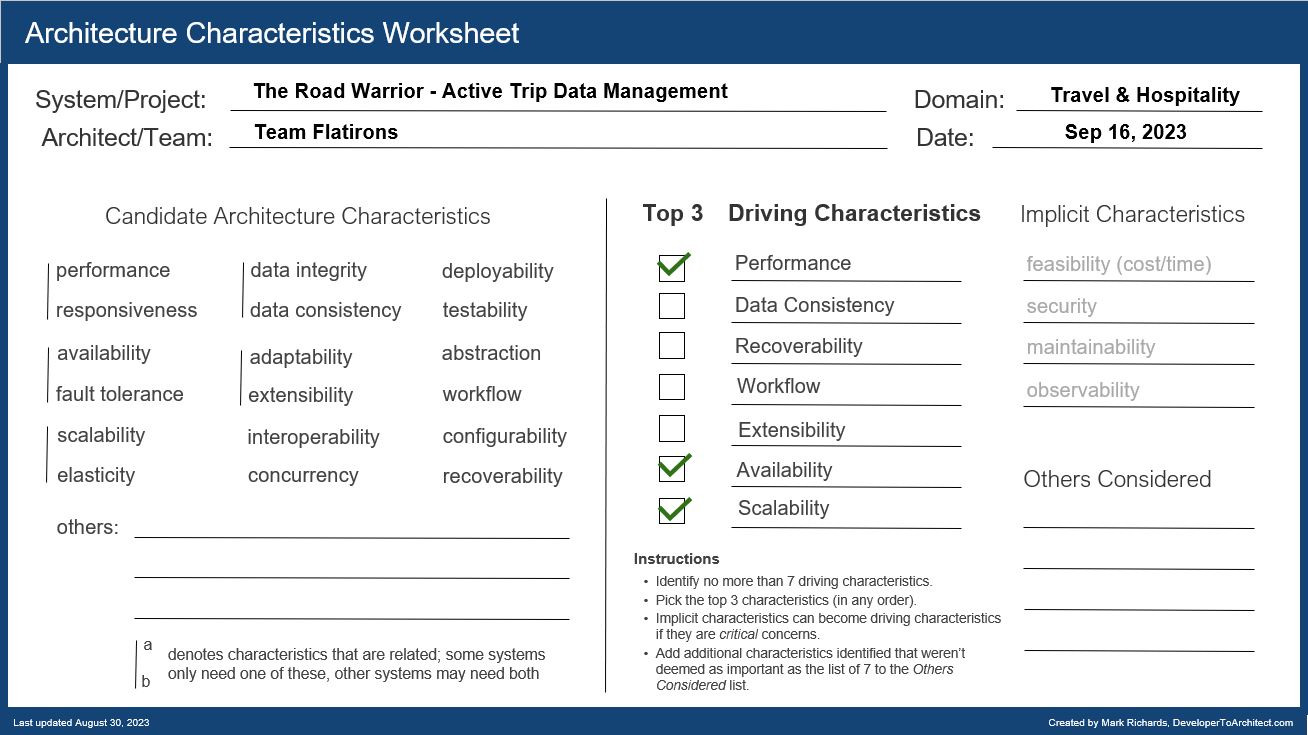 Architecture Characteristics Worksheet
System/Project: The Road Warrior - Active Trip Data Management
Domain: Travel & Hospitality
Architect/Team: Team Flatirons
Date: Sep 16, 2023
Candidate Architecture Characteristics
performance
responsiveness
availability
fault tolerance
scalability
elasticity
data integrity
data consistency
adaptability
extensibility
interoperability
concurrency
deployability
testability
abstraction
workflow
configurability
recoverability
others:
a
b
denotes characteristics that are related; some systems
only need one of these, other systems may need both
Top 3 Driving Characteristics
Performance
Data Consistency
Recoverability
Workflow
Extensibility
Availability
Scalability
Instructions
• Identify no more than 7 driving characteristics.
• Pick the top 3 characteristics (in any order).
• Implicit characteristics can become driving characteristics
if they are critical concerns.
• Add additional characteristics identified that weren't
deemed as important as the list of 7 to the Others
Considered list.
Implicit Characteristics
feasibility (cost/time)
security
maintainability
observability
Others Considered
Last updated August 30, 2023
Created by Mark Richards, DeveloperToArchitect.com